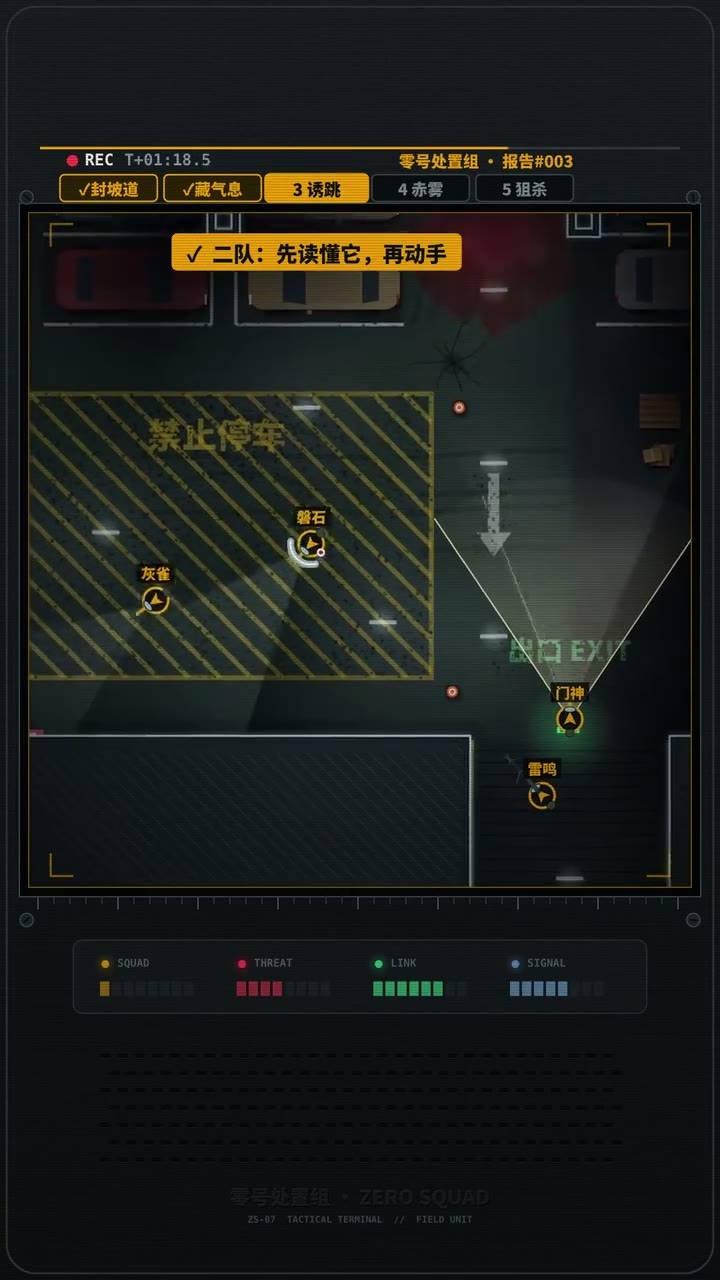 REC T+01:18.5
零号处置组 · 报告#003
✓封坡道
✓藏气息
3 诱跳
4 赤雾
5 狙杀
✓ 二队：先读懂它，再动手
禁止停车
磐石
灰雀
出口 EXIT
门神
雷鸣
SQUAD
THREAT
LINK
SIGNAL
零号处置组 · ZERO SQUAD
ZS-07 TACTICAL TERMINAL // FIELD UNIT